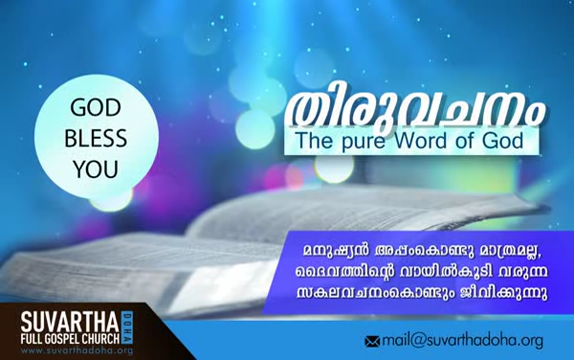 GOD
BLESS
YOU
തിരുവചനം
The pure Word of God
മനുഷ്യൻ അപ്പംകൊണ്ടു മാത്രമല്ല,
ദൈവത്തിന്റെ വായിൽകൂടി വരുന്ന
സകലവചനംകൊണ്ടും ജീവിക്കുന്നു
SUVARTHA DOHA
FULL GOSPEL CHURCH
www.suvarthadoha.org
mail@suvarthadoha.org